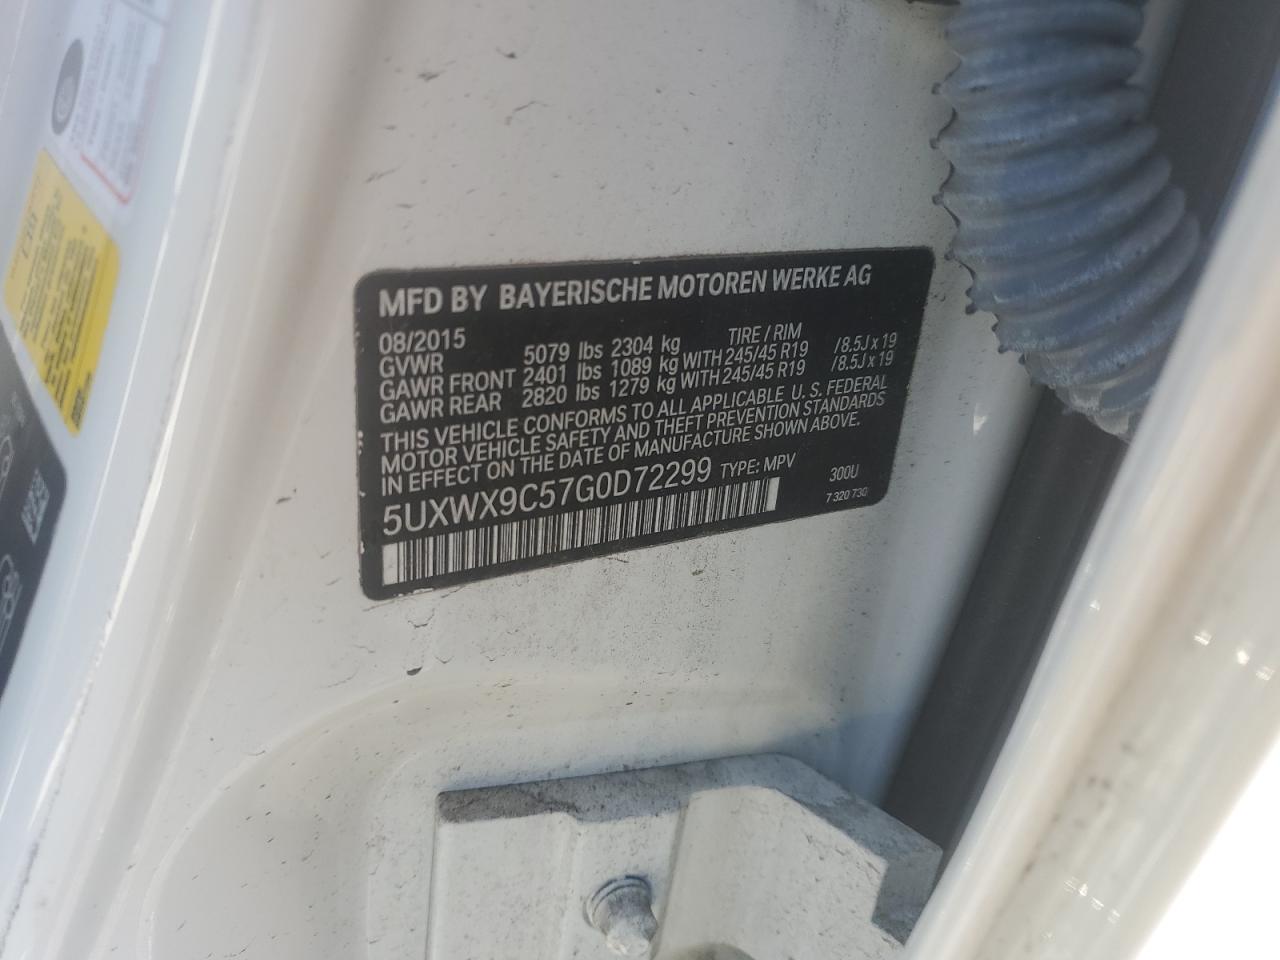 MFD BY BAYERISCHE MOTOREN WERKE AG
08/2015 TIRE / RIM
GVWR 5079 lbs 2304 kg
GAWR FRONT 2401 lbs 1089 kg WITH 245/45 R19 /8.5J x 19
GAWR REAR 2820 lbs 1279 kg WITH 245/45 R19 /8.5J x 19
THIS VEHICLE CONFORMS TO ALL APPLICABLE U.S. FEDERAL
MOTOR VEHICLE SAFETY AND THEFT PREVENTION STANDARDS
IN EFFECT ON THE DATE OF MANUFACTURE SHOWN ABOVE.
5UXWX9C57G0D72299 TYPE: MPV 300U
7 320 730